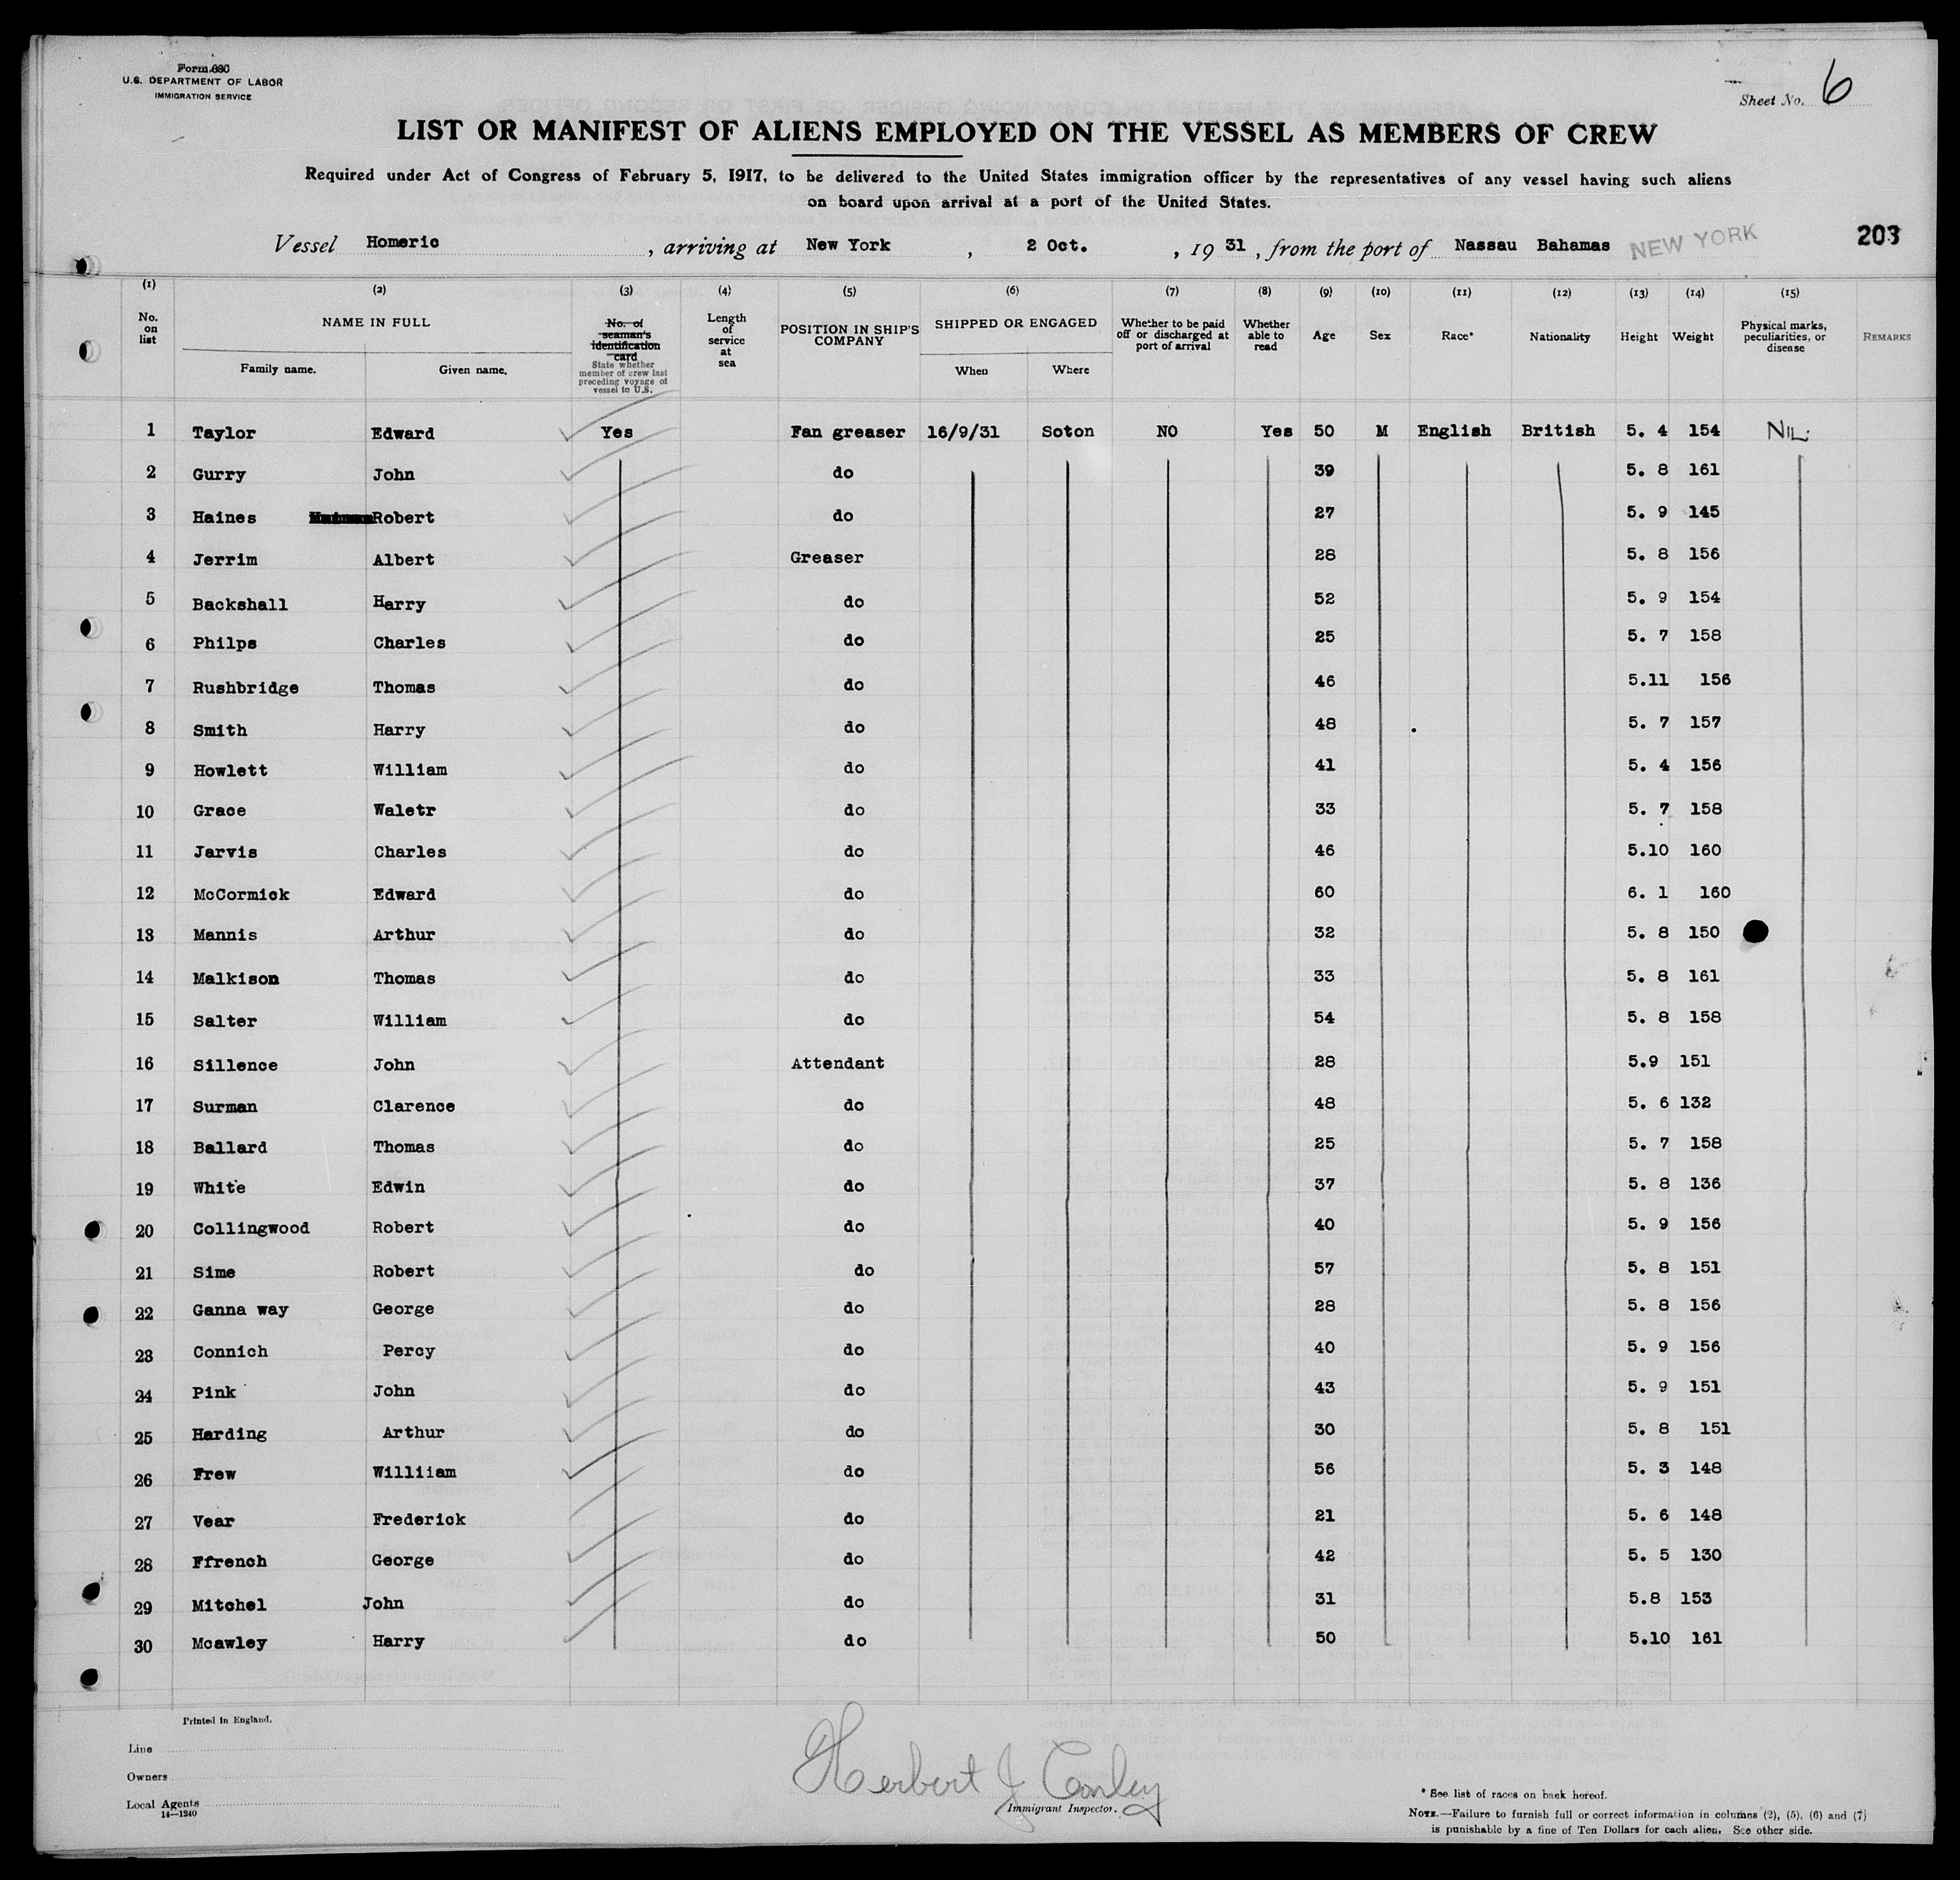 Form 680
U.S. DEPARTMENT OF LABOR
IMMIGRATION SERVICE
Sheet No. 6
LIST OR MANIFEST OF ALIENS EMPLOYED ON THE VESSEL AS MEMBERS OF CREW
Required under Act of Congress of February 5, 1917, to be delivered to the United States immigration officer by the representatives of any vessel having such aliens
on board upon arrival at a port of the United States.
Vessel Homeric, arriving at New York, 2 Oct., 19 31, from the port of Nassau Bahamas NEW YORK 203
(1) (2) (3) (4) (5) (6) (7) (8) (9) (10) (11) (12) (13) (14) (15)
No. on list
NAME IN FULL
Family name. Given name.
No. of seaman's identification card
State whether member of crew last preceding voyage of vessel to U.S.
Length of service at sea
POSITION IN SHIP'S COMPANY
SHIPPED OR ENGAGED
When Where
Whether to be paid off or discharged at port of arrival
Whether able to read
Age
Sex
Race*
Nationality
Height
Weight
Physical marks, peculiarities, or disease
REMARKS
1 Taylor Edward Yes Fan greaser 16/9/31 Soton NO Yes 50 M English British 5. 4 154 NIL.
2 Gurry John do 39 5. 8 161
3 Haines Robert do 27 5. 9 145
4 Jerrim Albert Greaser 28 5. 8 156
5 Backshall Harry do 52 5. 9 154
6 Philps Charles do 25 5. 7 158
7 Rushbridge Thomas do 46 5.11 156
8 Smith Harry do 48 5. 7 157
9 Howlett William do 41 5. 4 156
10 Grace Waletr do 33 5. 7 158
11 Jarvis Charles do 46 5.10 160
12 McCormick Edward do 60 6. 1 160
13 Mannis Arthur do 32 5. 8 150
14 Malkison Thomas do 33 5. 8 161
15 Salter William do 54 5. 8 158
16 Sillence John Attendant 28 5.9 151
17 Surman Clarence do 48 5. 6 132
18 Ballard Thomas do 25 5. 7 158
19 White Edwin do 37 5. 8 136
20 Collingwood Robert do 40 5. 9 156
21 Sime Robert do 57 5. 8 151
22 Ganna way George do 28 5. 8 156
23 Connich Percy do 40 5. 9 156
24 Pink John do 43 5. 9 151
25 Harding Arthur do 30 5. 8 151
26 Frew Willliam do 56 5. 3 148
27 Vear Frederick do 21 5. 6 148
28 Ffrench George do 42 5. 5 130
29 Mitchel John do 31 5.8 153
30 Mcawley Harry do 50 5.10 161
Printed in England.
Line
Owners
Local Agents
14—1240
Herbert J Conley
Immigrant Inspector.
* See list of races on back hereof.
NOTE.—Failure to furnish full or correct information in columns (2), (5), (6) and (7)
is punishable by a fine of Ten Dollars for each alien. See other side.